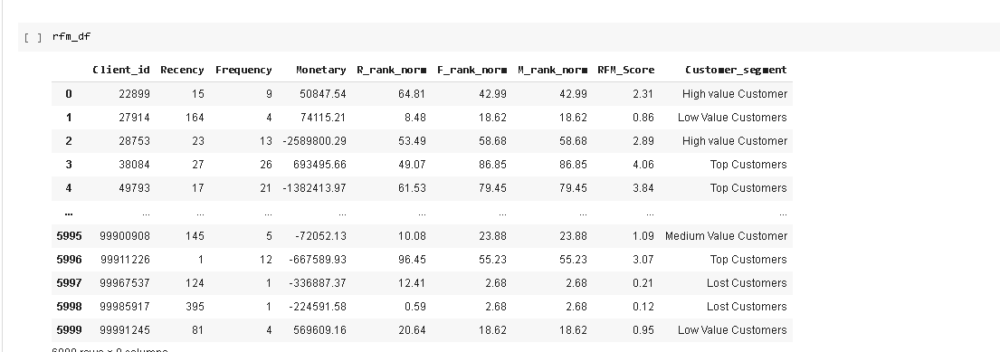 [ ] rfm_df
Client_id Recency Frequency Monetary R_rank_norm F_rank_norm M_rank_norm RFM_Score Customer_segment
0 22899 15 9 50847.54 64.81 42.99 42.99 2.31 High value Customer
1 27914 164 4 74115.21 8.48 18.62 18.62 0.86 Low Value Customers
2 28753 23 13 -2589800.29 53.49 58.68 58.68 2.89 High value Customer
3 38084 27 26 693495.66 49.07 86.85 86.85 4.06 Top Customers
4 49793 17 21 -1382413.97 61.53 79.45 79.45 3.84 Top Customers
... ... ... ... ... ... ... ... ... ...
5995 99900908 145 5 -72052.13 10.08 23.88 23.88 1.09 Medium Value Customer
5996 99911226 1 12 -667589.93 96.45 55.23 55.23 3.07 Top Customers
5997 99967537 124 1 -336887.37 12.41 2.68 2.68 0.21 Lost Customers
5998 99985917 395 1 -224591.58 0.59 2.68 2.68 0.12 Lost Customers
5999 99991245 81 4 569609.16 20.64 18.62 18.62 0.95 Low Value Customers
6000 rows × 9 columns